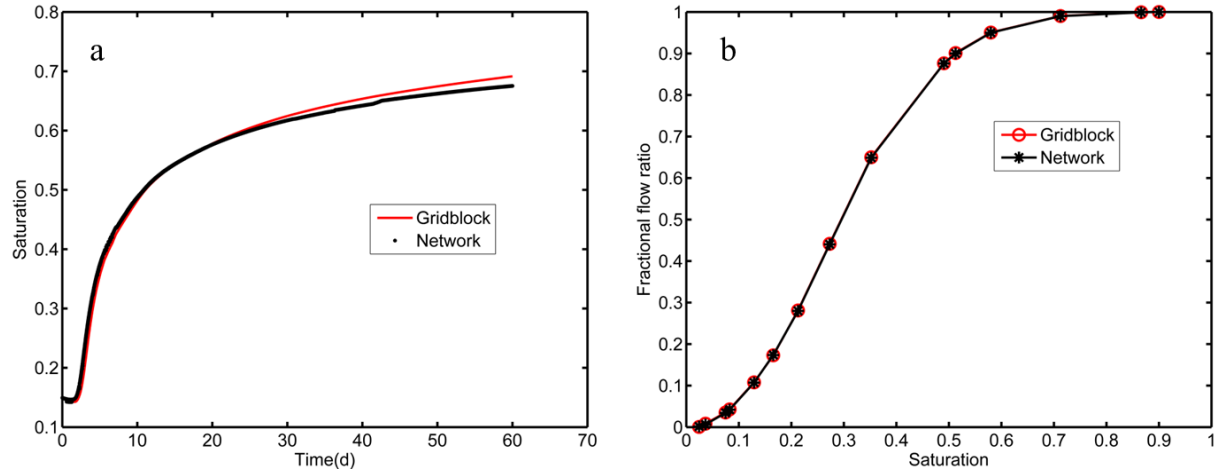 a
0.8
0.7
0.6
0.5
0.4
0.3
0.2
0.1
Saturation
0 10 20 30 40 50 60 70
Time(d)
Gridblock
Network
b
1
0.9
0.8
0.7
0.6
0.5
0.4
0.3
0.2
0.1
0
Fractional flow ratio
0 0.1 0.2 0.3 0.4 0.5 0.6 0.7 0.8 0.9 1
Saturation
Gridblock
Network